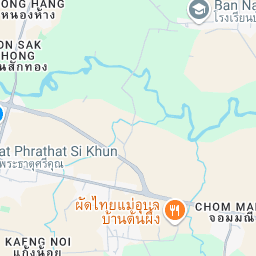 ONG HANG
หนองห้าง
Ban Na
โรงเรียนบ้
ON SAK
HONG
นสักทอง
at Phrathat Si Khun
พระธาตุศรีคุณ
ผัดไทยแม่อุบล
บ้านต้นผึ้ง
CHOM MAN
จอมมณี
KAENG NOI
แก้งน้อย